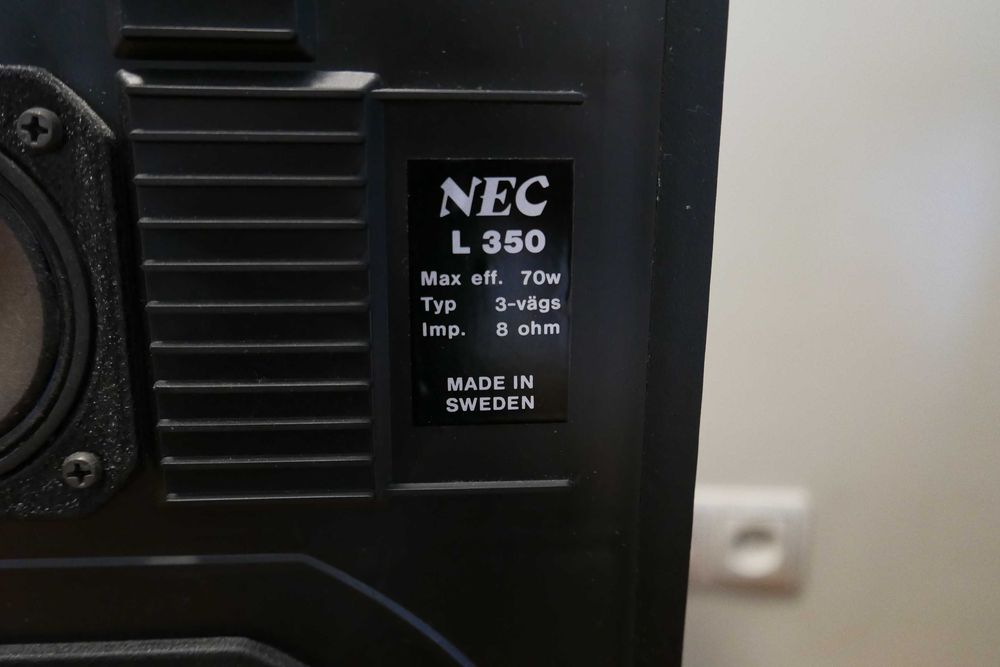 NEC
L 350
Max eff. 70w
Typ 3-vägs
Imp. 8 ohm
MADE IN
SWEDEN